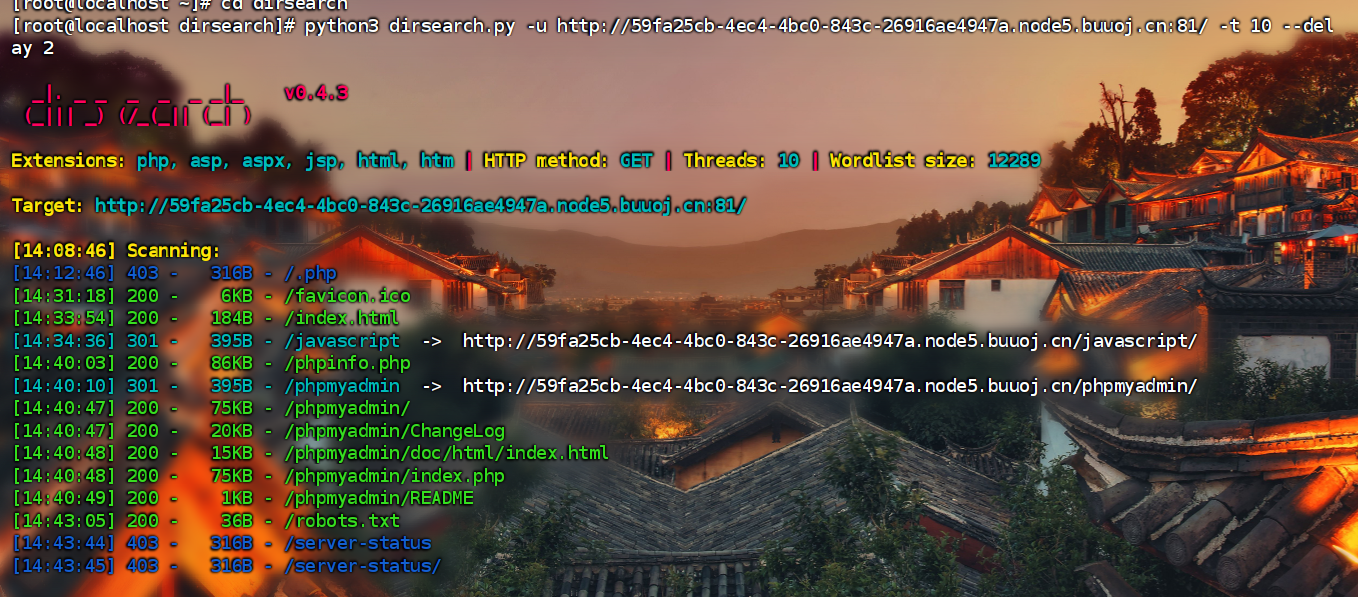 [root@localhost ~]# cd dirsearch
[root@localhost dirsearch]# python3 dirsearch.py -u http://59fa25cb-4ec4-4bc0-843c-26916ae4947a.node5.buuoj.cn:81/ -t 10 --del
ay 2
dirsearch v0.4.3
Extensions: php, asp, aspx, jsp, html, htm | HTTP method: GET | Threads: 10 | Wordlist size: 12289
Target: http://59fa25cb-4ec4-4bc0-843c-26916ae4947a.node5.buuoj.cn:81/
[14:08:46] Scanning:
[14:12:46] 403 -   316B - /.php
[14:31:18] 200 -     6KB - /favicon.ico
[14:33:54] 200 -   184B - /index.html
[14:34:36] 301 -   395B - /javascript  ->  http://59fa25cb-4ec4-4bc0-843c-26916ae4947a.node5.buuoj.cn/javascript/
[14:40:03] 200 -    86KB - /phpinfo.php
[14:40:10] 301 -   395B - /phpmyadmin  ->  http://59fa25cb-4ec4-4bc0-843c-26916ae4947a.node5.buuoj.cn/phpmyadmin/
[14:40:47] 200 -    75KB - /phpmyadmin/
[14:40:47] 200 -    20KB - /phpmyadmin/ChangeLog
[14:40:48] 200 -    15KB - /phpmyadmin/doc/html/index.html
[14:40:48] 200 -    75KB - /phpmyadmin/index.php
[14:40:49] 200 -     1KB - /phpmyadmin/README
[14:43:05] 200 -    36B - /robots.txt
[14:43:44] 403 -   316B - /server-status
[14:43:45] 403 -   316B - /server-status/